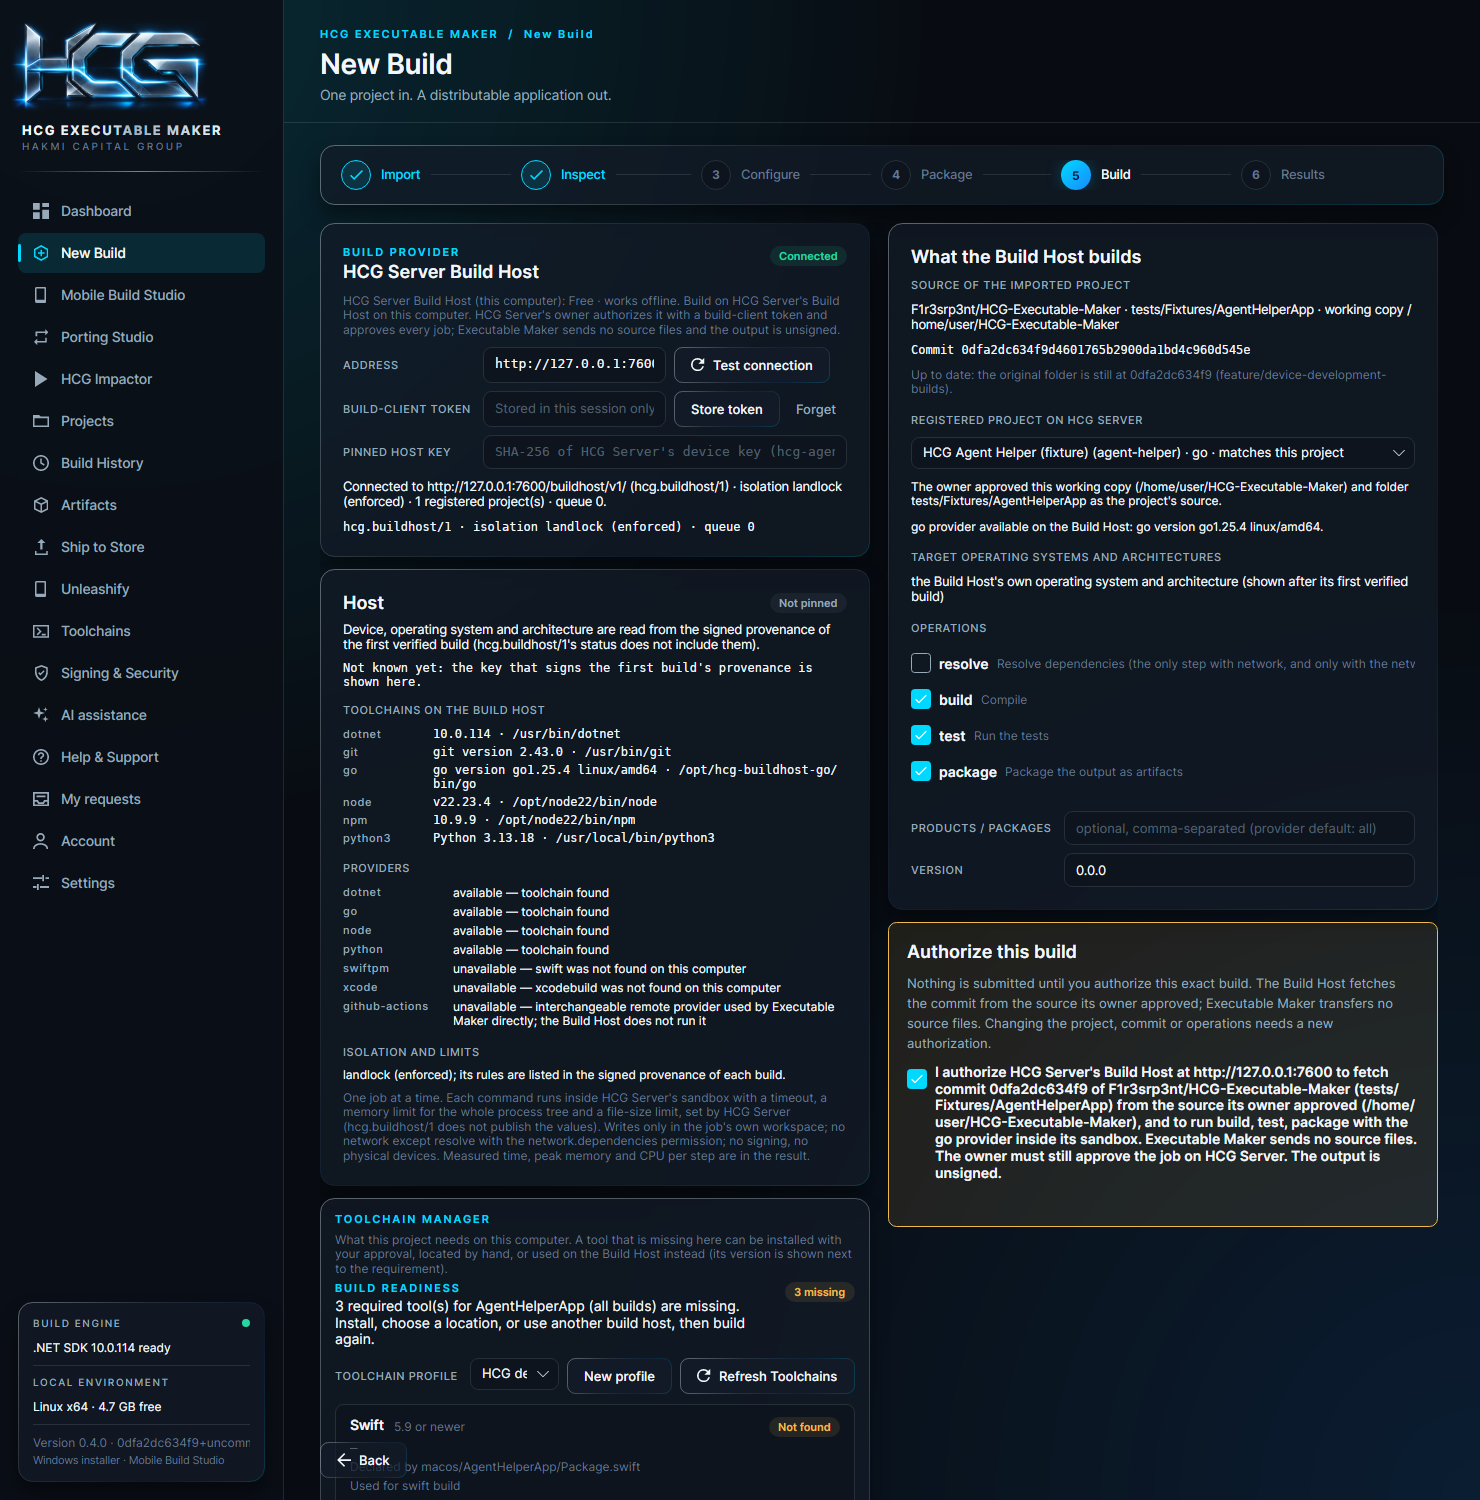 HCG
HCG EXECUTABLE MAKER
HAKMI CAPITAL GROUP
Dashboard
New Build
Mobile Build Studio
Porting Studio
HCG Impactor
Projects
Build History
Artifacts
Ship to Store
Unleashify
Toolchains
Signing & Security
AI assistance
Help & Support
My requests
Account
Settings
BUILD ENGINE
.NET SDK 10.0.114 ready
LOCAL ENVIRONMENT
Linux x64 · 4.7 GB free
Version 0.4.0 · 0dfa2dc634f9+uncomm
Windows installer · Mobile Build Studio
HCG EXECUTABLE MAKER / New Build
New Build
One project in. A distributable application out.
Import
Inspect
3 Configure
4 Package
5 Build
6 Results
BUILD PROVIDER
HCG Server Build Host
Connected
HCG Server Build Host (this computer): Free · works offline. Build on HCG Server's Build
Host on this computer. HCG Server's owner authorizes it with a build-client token and
approves every job; Executable Maker sends no source files and the output is unsigned.
ADDRESS http://127.0.0.1:760 Test connection
BUILD-CLIENT TOKEN Stored in this session only Store token Forget
PINNED HOST KEY SHA-256 of HCG Server's device key (hcg-ager
Connected to http://127.0.0.1:7600/buildhost/v1/ (hcg.buildhost/1) · isolation landlock
(enforced) · 1 registered project(s) · queue 0.
hcg.buildhost/1 · isolation landlock (enforced) · queue 0
Host
Not pinned
Device, operating system and architecture are read from the signed provenance of
the first verified build (hcg.buildhost/1's status does not include them).
Not known yet: the key that signs the first build's provenance is
shown here.
TOOLCHAINS ON THE BUILD HOST
dotnet 10.0.114 · /usr/bin/dotnet
git git version 2.43.0 · /usr/bin/git
go go version go1.25.4 linux/amd64 · /opt/hcg-buildhost-go/
bin/go
node v22.23.4 · /opt/node22/bin/node
npm 10.9.9 · /opt/node22/bin/npm
python3 Python 3.13.18 · /usr/local/bin/python3
PROVIDERS
dotnet available — toolchain found
go available — toolchain found
node available — toolchain found
python available — toolchain found
swiftpm unavailable — swift was not found on this computer
xcode unavailable — xcodebuild was not found on this computer
github-actions unavailable — interchangeable remote provider used by Executable
Maker directly; the Build Host does not run it
ISOLATION AND LIMITS
landlock (enforced); its rules are listed in the signed provenance of each build.
One job at a time. Each command runs inside HCG Server's sandbox with a timeout, a
memory limit for the whole process tree and a file-size limit, set by HCG Server
(hcg.buildhost/1 does not publish the values). Writes only in the job's own workspace; no
network except resolve with the network.dependencies permission; no signing, no
physical devices. Measured time, peak memory and CPU per step are in the result.
TOOLCHAIN MANAGER
What this project needs on this computer. A tool that is missing here can be installed with
your approval, located by hand, or used on the Build Host instead (its version is shown next
to the requirement).
BUILD READINESS
3 missing
3 required tool(s) for AgentHelperApp (all builds) are missing.
Install, choose a location, or use another build host, then build
again.
TOOLCHAIN PROFILE HCG de New profile Refresh Toolchains
Swift 5.9 or newer
Not found
Back
by macos/AgentHelperApp/Package.swift
Used for swift build
What the Build Host builds
SOURCE OF THE IMPORTED PROJECT
F1r3srp3nt/HCG-Executable-Maker · tests/Fixtures/AgentHelperApp · working copy /
home/user/HCG-Executable-Maker
Commit 0dfa2dc634f9d4601765b2900da1bd4c960d545e
Up to date: the original folder is still at 0dfa2dc634f9 (feature/device-development-
builds).
REGISTERED PROJECT ON HCG SERVER
HCG Agent Helper (fixture) (agent-helper) · go · matches this project
The owner approved this working copy (/home/user/HCG-Executable-Maker) and folder
tests/Fixtures/AgentHelperApp as the project's source.
go provider available on the Build Host: go version go1.25.4 linux/amd64.
TARGET OPERATING SYSTEMS AND ARCHITECTURES
the Build Host's own operating system and architecture (shown after its first verified
build)
OPERATIONS
resolve Resolve dependencies (the only step with network, and only with the netv
build Compile
test Run the tests
package Package the output as artifacts
PRODUCTS / PACKAGES optional, comma-separated (provider default: all)
VERSION 0.0.0
Authorize this build
Nothing is submitted until you authorize this exact build. The Build Host fetches
the commit from the source its owner approved; Executable Maker transfers no
source files. Changing the project, commit or operations needs a new
authorization.
I authorize HCG Server's Build Host at http://127.0.0.1:7600 to fetch
commit 0dfa2dc634f9 of F1r3srp3nt/HCG-Executable-Maker (tests/
Fixtures/AgentHelperApp) from the source its owner approved (/home/
user/HCG-Executable-Maker), and to run build, test, package with the
go provider inside its sandbox. Executable Maker sends no source files.
The owner must still approve the job on HCG Server. The output is
unsigned.